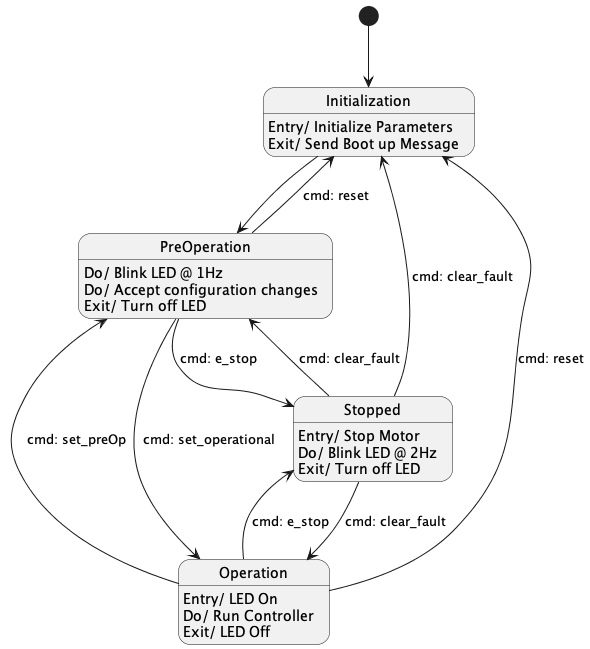 Initialization
Entry/ Initialize Parameters
Exit/ Send Boot up Message
cmd: reset
PreOperation
Do/ Blink LED @ 1Hz
Do/ Accept configuration changes
Exit/ Turn off LED
cmd: clear_fault
cmd: e_stop
cmd: clear_fault
cmd: reset
Stopped
Entry/ Stop Motor
Do/ Blink LED @ 2Hz
Exit/ Turn off LED
cmd: set_preOp
cmd: set_operational
cmd: e_stop
cmd: clear_fault
Operation
Entry/ LED On
Do/ Run Controller
Exit/ LED Off